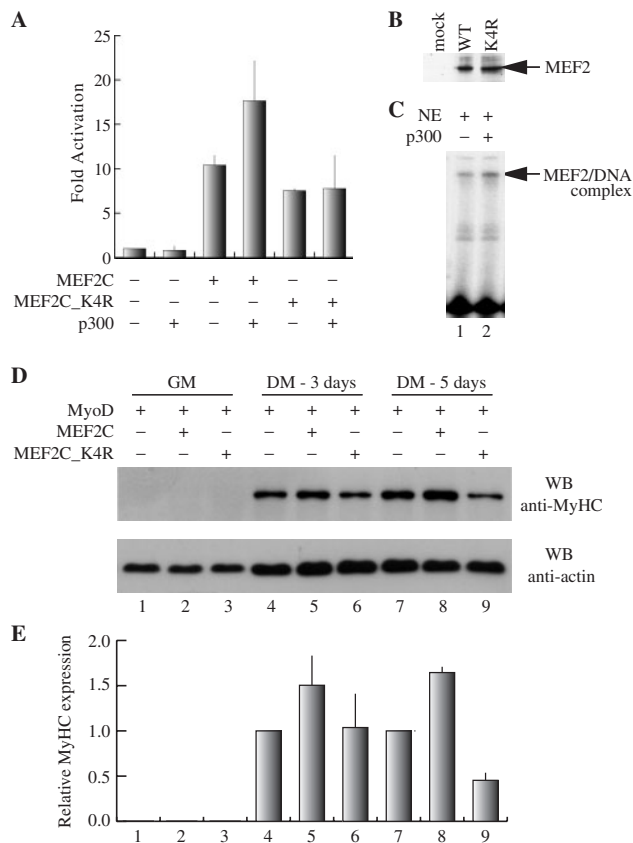 A
Fold Activation
25
20
15
10
5
0
MEF2C − − + + − −
MEF2C_K4R − − − − + +
p300 − + − + − +
B
mock WT K4R
MEF2
C
NE + +
p300 − +
MEF2/DNA
complex
1 2
D
GM DM - 3 days DM - 5 days
MyoD + + + + + + + + +
MEF2C − + − − + − − + −
MEF2C_K4R − − + − − + − − +
WB
anti-MyHC
WB
anti-actin
1 2 3 4 5 6 7 8 9
E
Relative MyHC expression
2.0
1.5
1.0
0.5
0.0
1 2 3 4 5 6 7 8 9